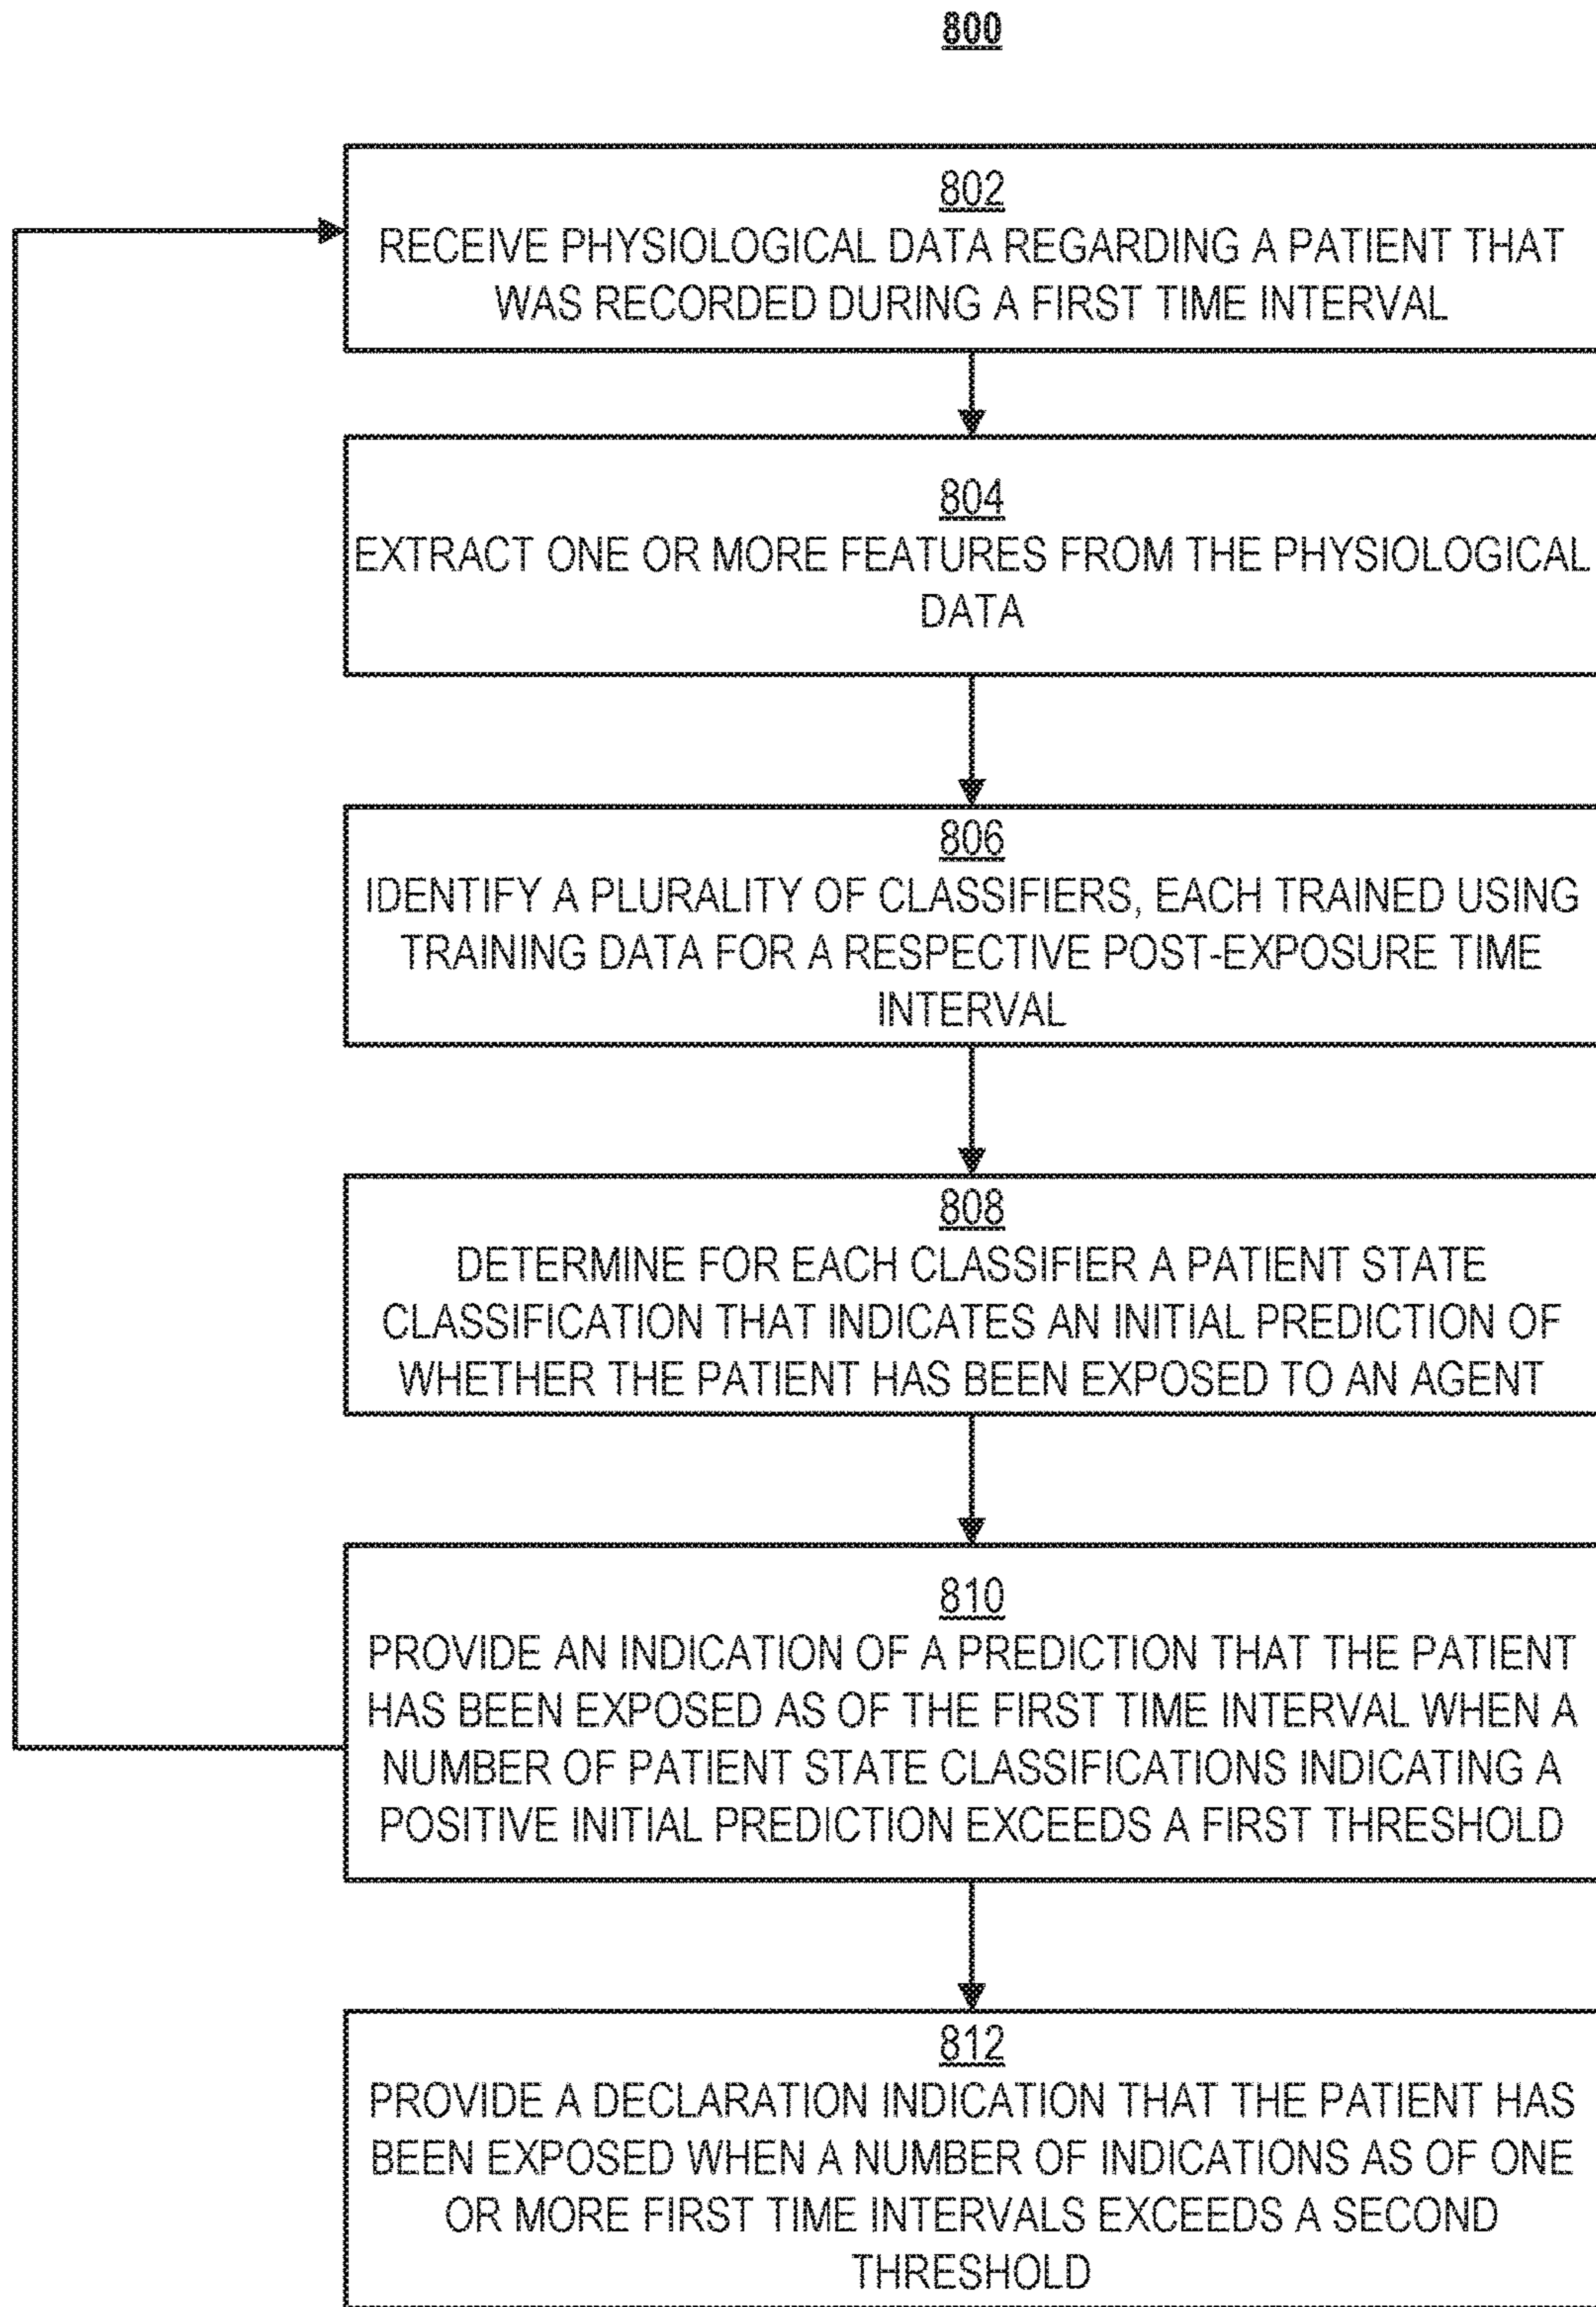 800
802
RECEIVE PHYSIOLOGICAL DATA REGARDING A PATIENT THAT
WAS RECORDED DURING A FIRST TIME INTERVAL
804
EXTRACT ONE OR MORE FEATURES FROM THE PHYSIOLOGICAL
DATA
806
IDENTIFY A PLURALITY OF CLASSIFIERS, EACH TRAINED USING
TRAINING DATA FOR A RESPECTIVE POST-EXPOSURE TIME
INTERVAL
808
DETERMINE FOR EACH CLASSIFIER A PATIENT STATE
CLASSIFICATION THAT INDICATES AN INITIAL PREDICTION OF
WHETHER THE PATIENT HAS BEEN EXPOSED TO AN AGENT
810
PROVIDE AN INDICATION OF A PREDICTION THAT THE PATIENT
HAS BEEN EXPOSED AS OF THE FIRST TIME INTERVAL WHEN A
NUMBER OF PATIENT STATE CLASSIFICATIONS INDICATING A
POSITIVE INITIAL PREDICTION EXCEEDS A FIRST THRESHOLD
812
PROVIDE A DECLARATION INDICATION THAT THE PATIENT HAS
BEEN EXPOSED WHEN A NUMBER OF INDICATIONS AS OF ONE
OR MORE FIRST TIME INTERVALS EXCEEDS A SECOND
THRESHOLD